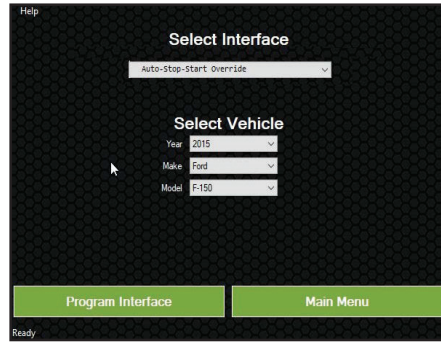 Help
Select Interface
Auto-Stop-Start Override
Select Vehicle
Year 2015
Make Ford
Model F-150
Program Interface Main Menu
Ready